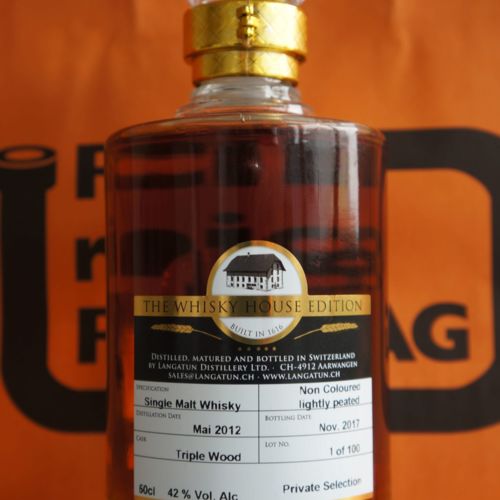 THE WHISKY HOUSE EDITION
BUILT IN 1616
DISTILLED, MATURED AND BOTTLED IN SWITZERLAND
BY LANGATUN DISTILLERY LTD. · CH-4912 AARWANGEN
SALES@LANGATUN.CH · WWW.LANGATUN.CH
SPECIFICATION
Single Malt Whisky
Non Coloured
lightly peated
DISTILLATION DATE
Mai 2012
BOTTLING DATE
Nov. 2017
CASK
Triple Wood
LOT NO.
1 of 100
60cl 42 % Vol. Alc. Private Selection
AG